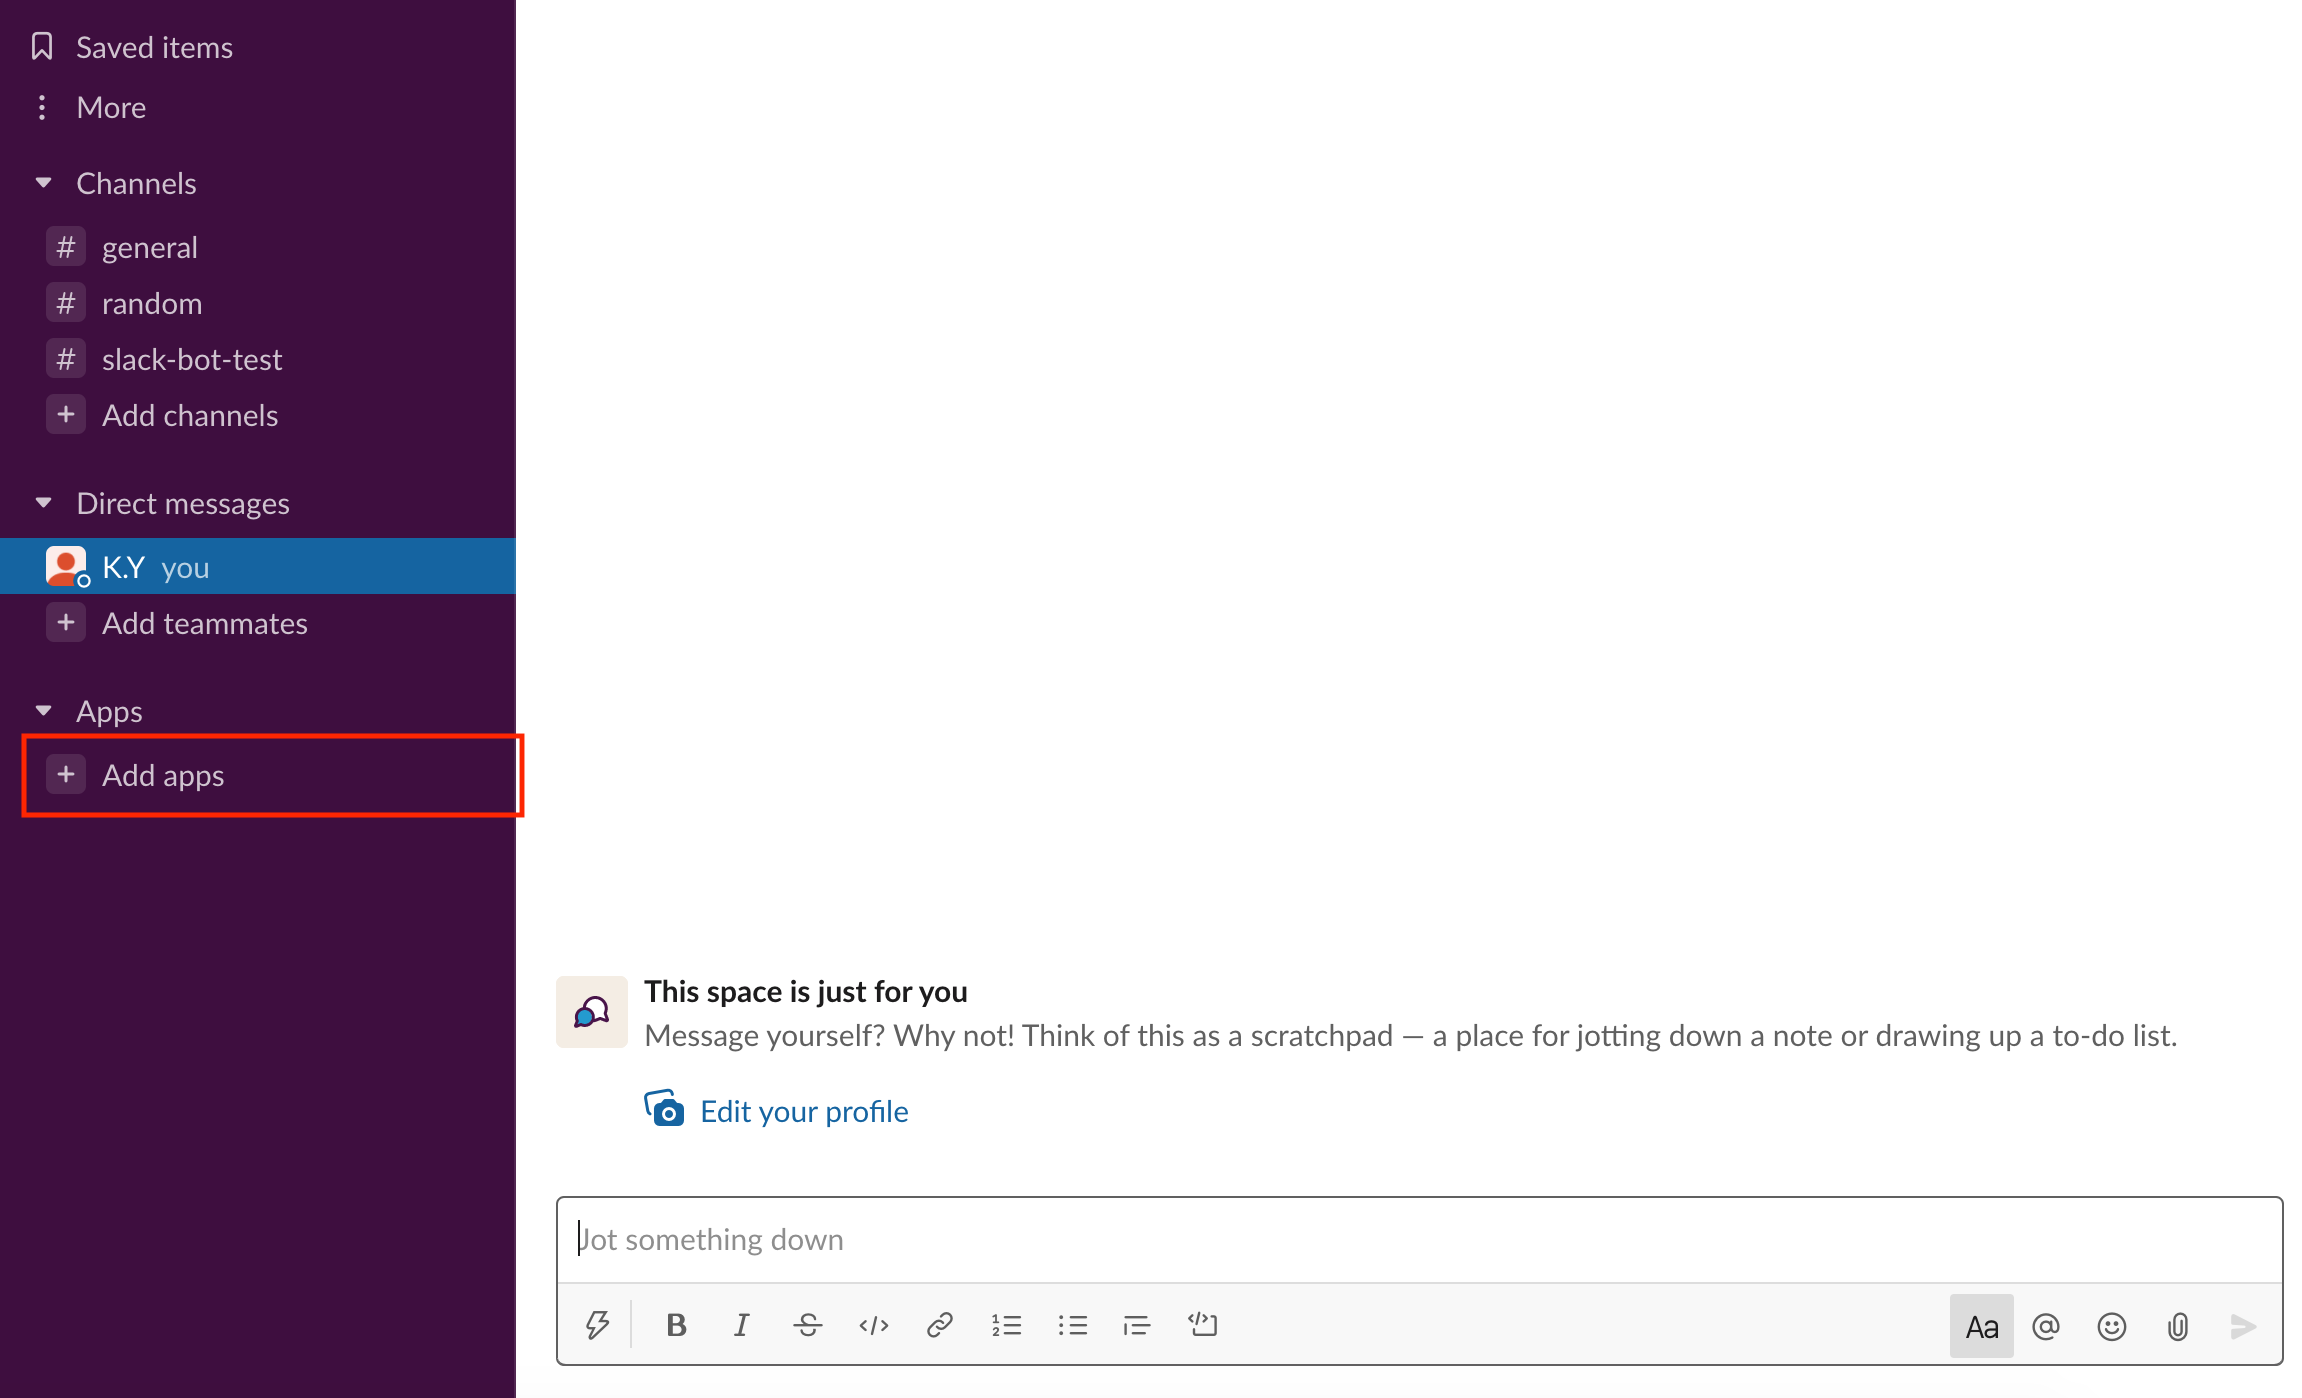 Saved items
More
Channels
# general
# random
# slack-bot-test
+ Add channels
Direct messages
K.Y you
+ Add teammates
Apps
+ Add apps
This space is just for you
Message yourself? Why not! Think of this as a scratchpad — a place for jotting down a note or drawing up a to-do list.
Edit your profile
Jot something down
B I S </> Aa @